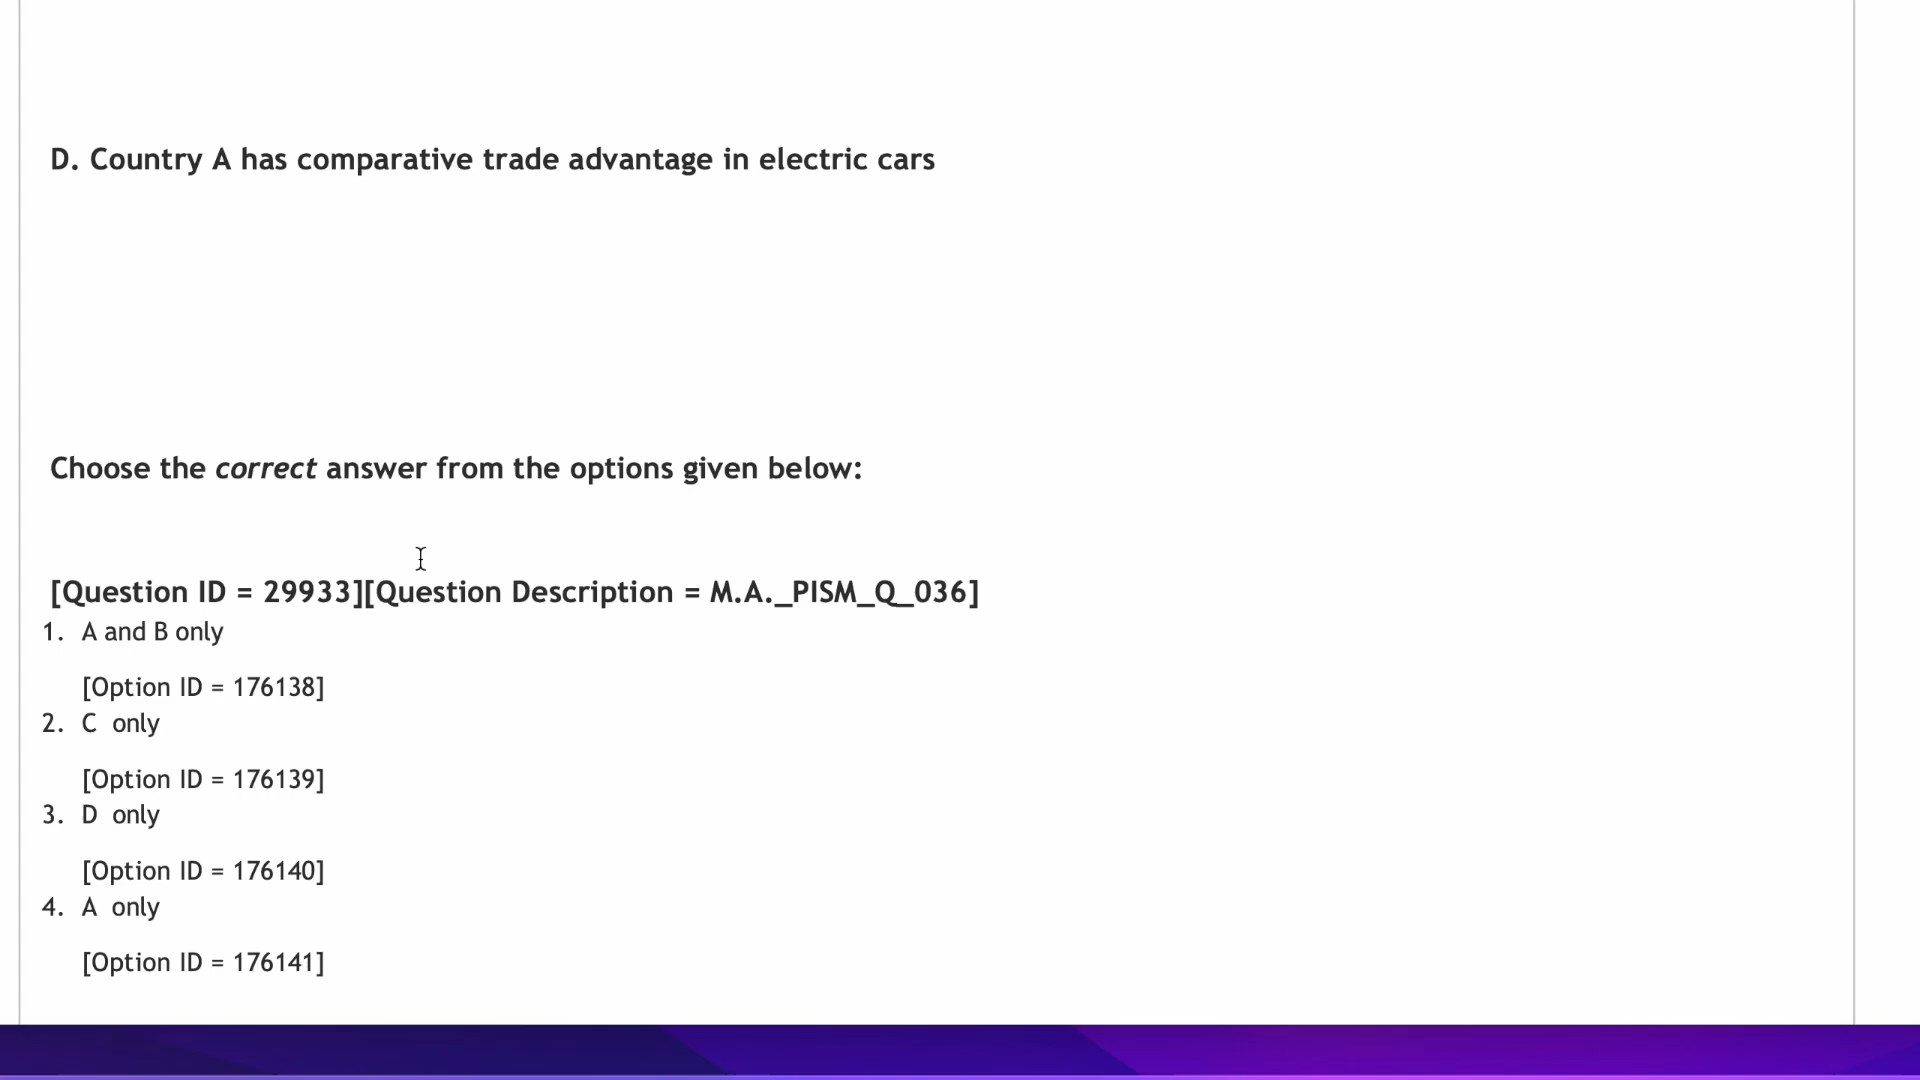 D. Country A has comparative trade advantage in electric cars
Choose the correct answer from the options given below:
[Question ID = 29933][Question Description = M.A._PISM_Q_036]
1. A and B only
[Option ID = 176138]
2. C only
[Option ID = 176139]
3. D only
[Option ID = 176140]
4. A only
[Option ID = 176141]